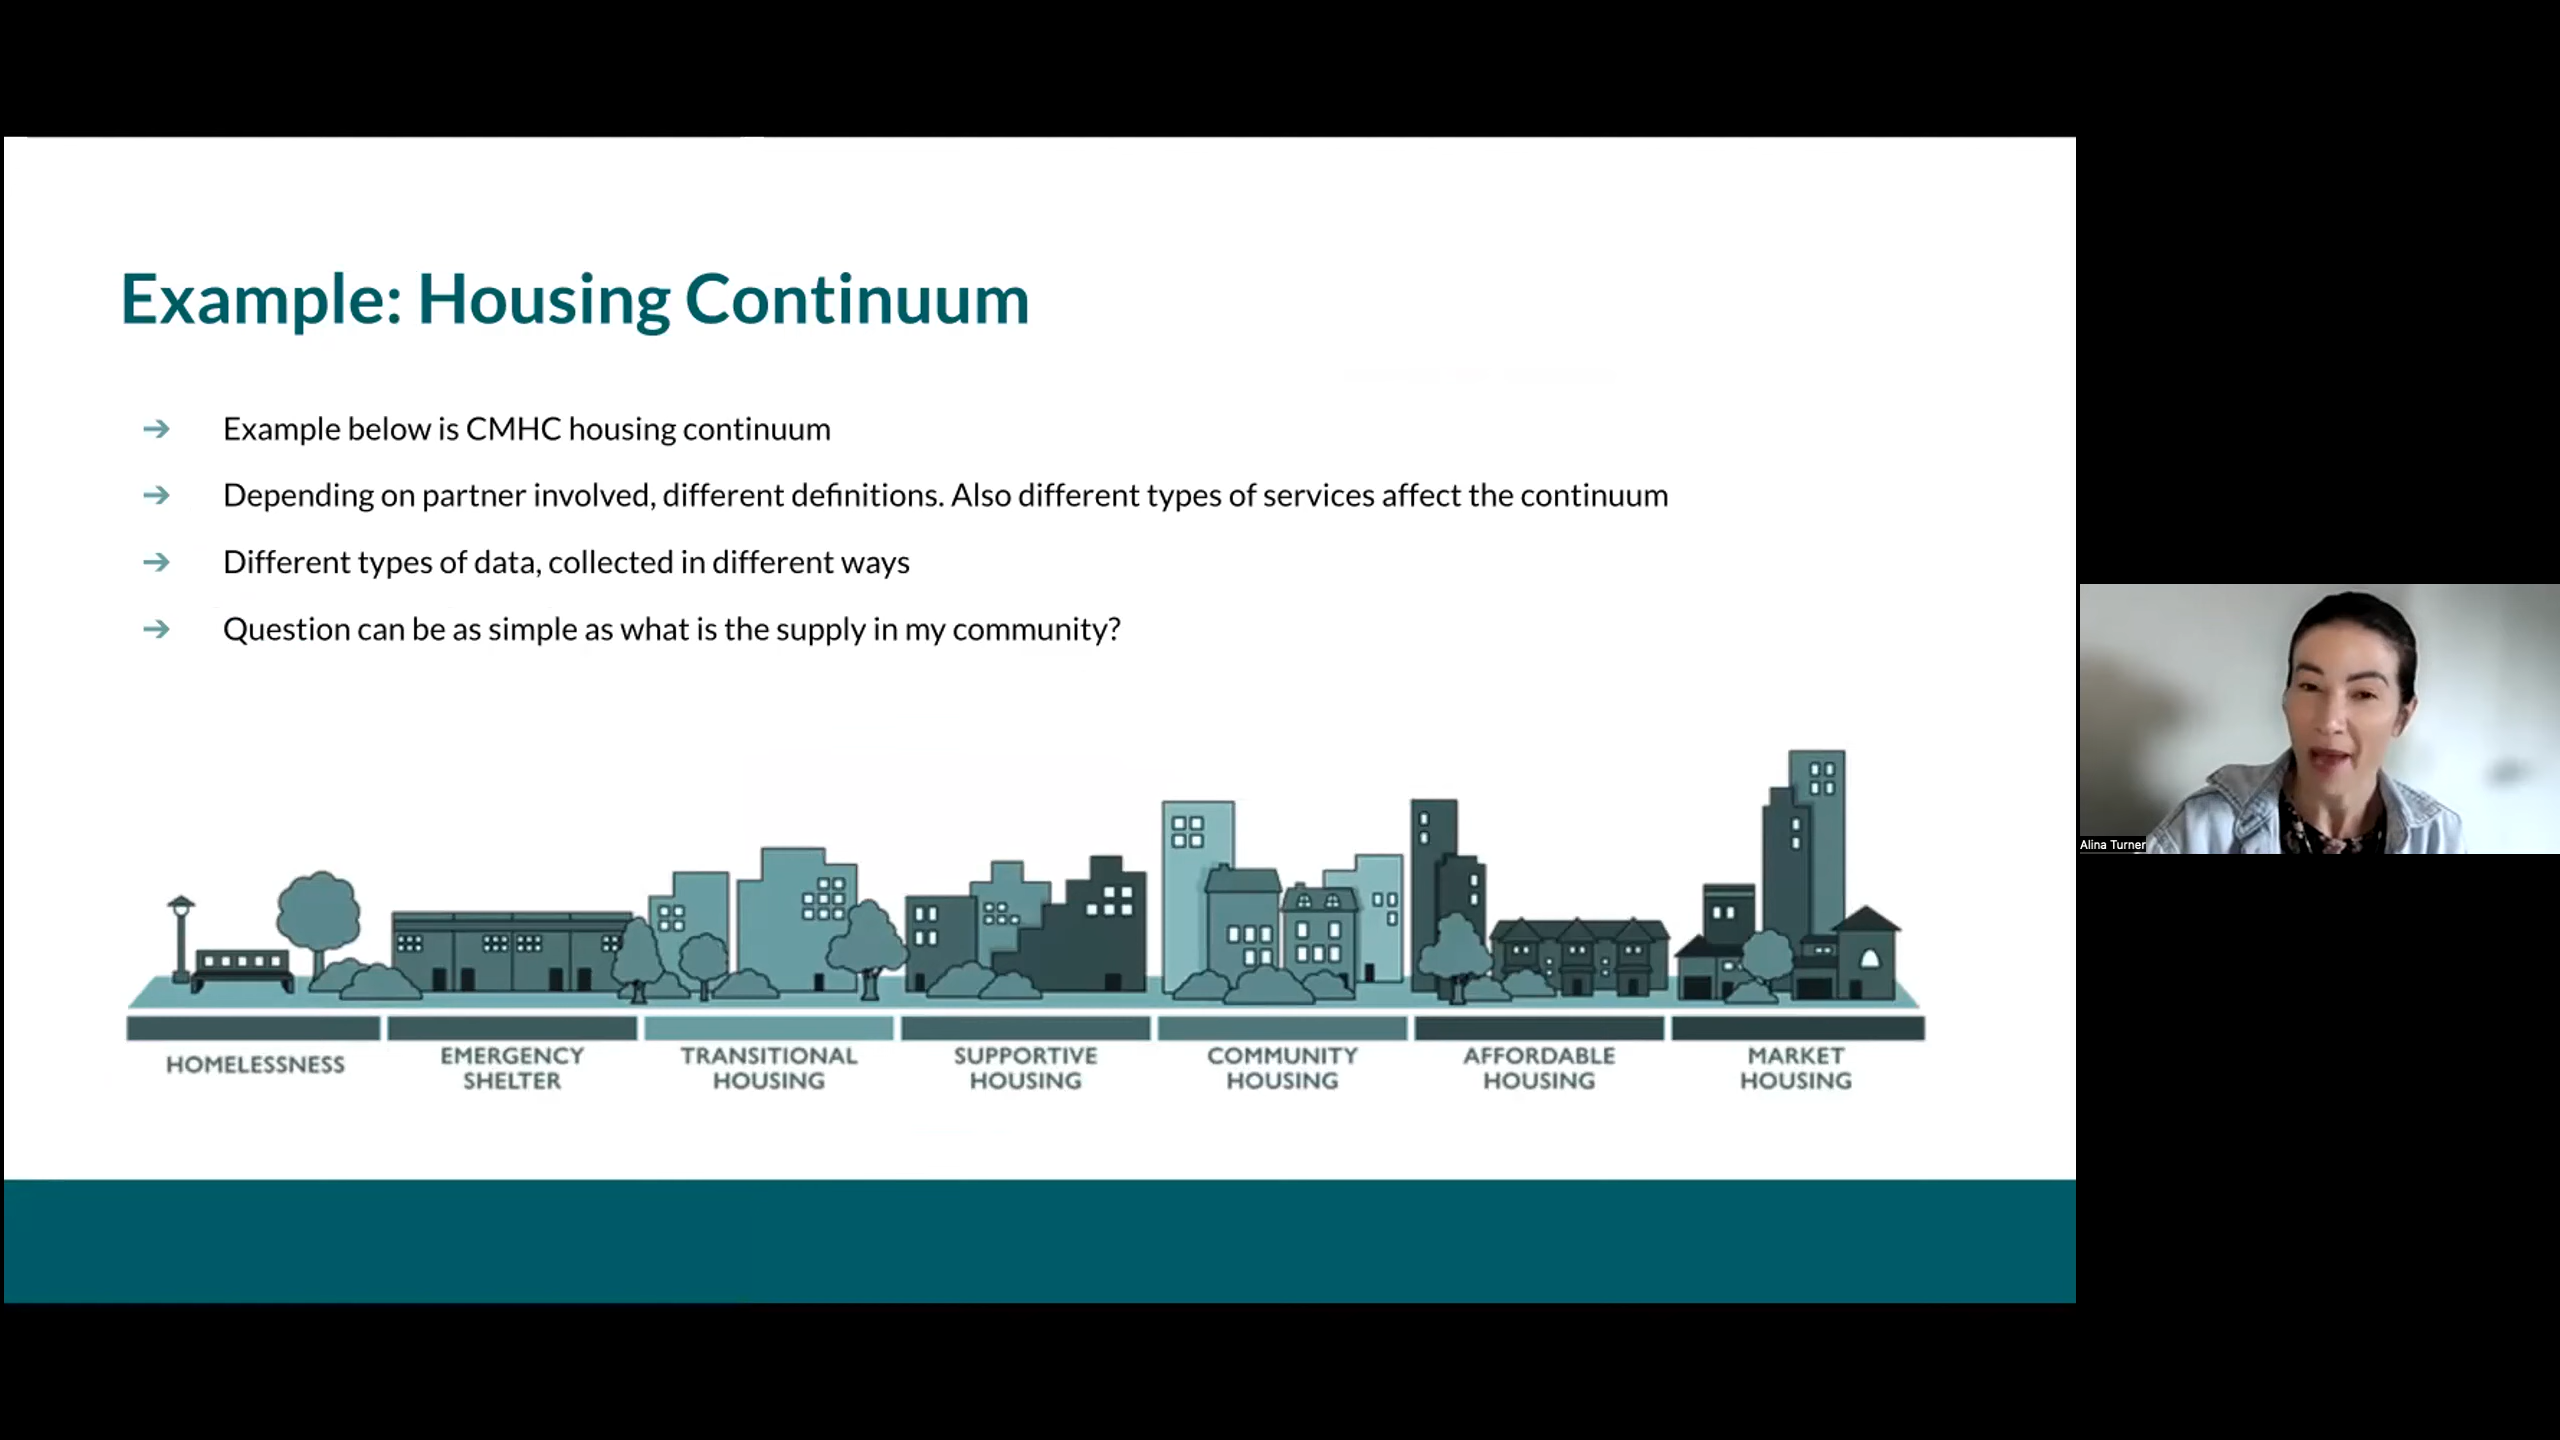 Example: Housing Continuum
Example below is CMHC housing continuum
Depending on partner involved, different definitions. Also different types of services affect the continuum
Different types of data, collected in different ways
Question can be as simple as what is the supply in my community?
Alina Turner
HOMELESSNESS
EMERGENCY
SHELTER
TRANSITIONAL
HOUSING
SUPPORTIVE
HOUSING
COMMUNITY
HOUSING
AFFORDABLE
HOUSING
MARKET
HOUSING